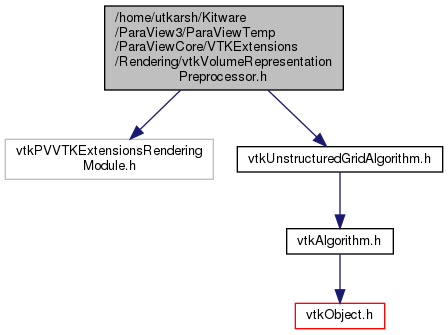 /home/utkarsh/Kitware
/ParaView3/ParaViewTemp
/ParaViewCore/VTKExtensions
/Rendering/vtkVolumeRepresentation
Preprocessor.h
vtkPVVTKExtensionsRendering
Module.h
vtkUnstructuredGridAlgorithm.h
vtkAlgorithm.h
vtkObject.h